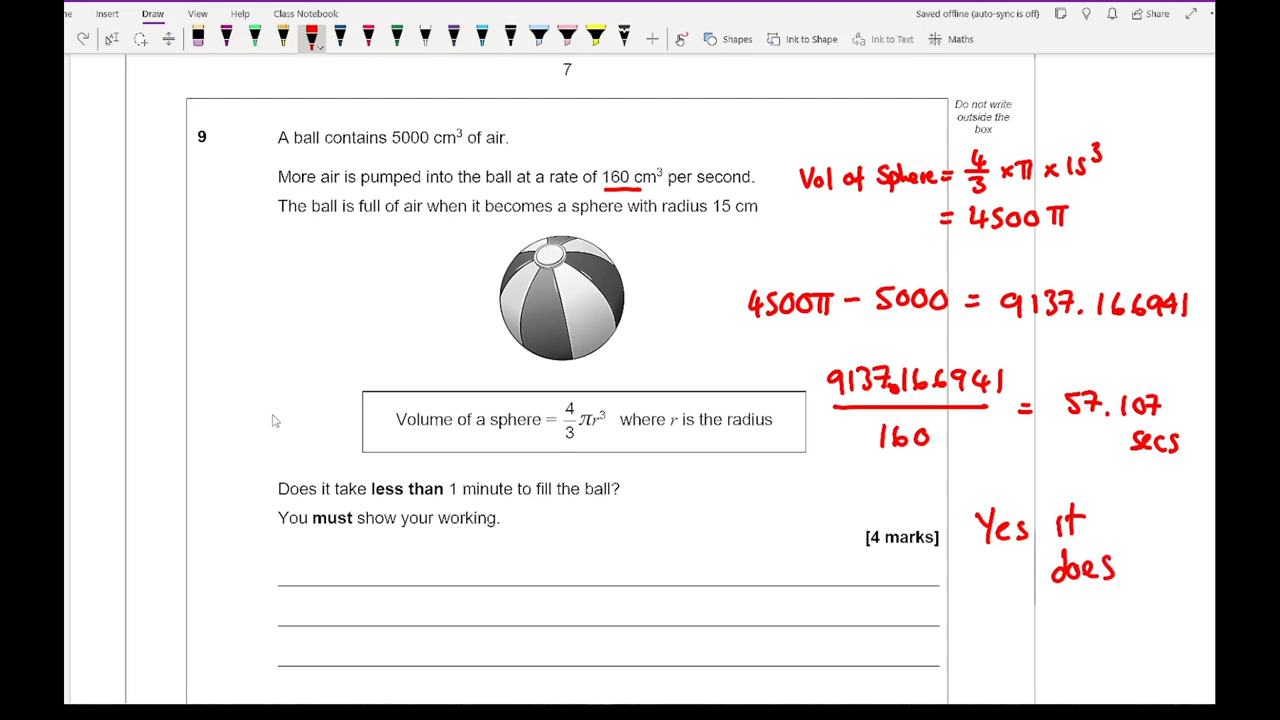 me Insert Draw View Help Class Notebook Saved offline (auto-sync is off) Share
Shapes Ink to Shape Ink to Text Maths
7
Do not write
outside the
box
9 A ball contains 5000 cm³ of air.
More air is pumped into the ball at a rate of 160 cm³ per second.
The ball is full of air when it becomes a sphere with radius 15 cm
Vol of Sphere = 4/3 × π × 15³
= 4500π
4500π − 5000 = 9137.166941
9137.166941 / 160 = 57.107
secs
Volume of a sphere = 4/3 πr³ where r is the radius
Does it take less than 1 minute to fill the ball?
You must show your working.
[4 marks]
Yes it
does